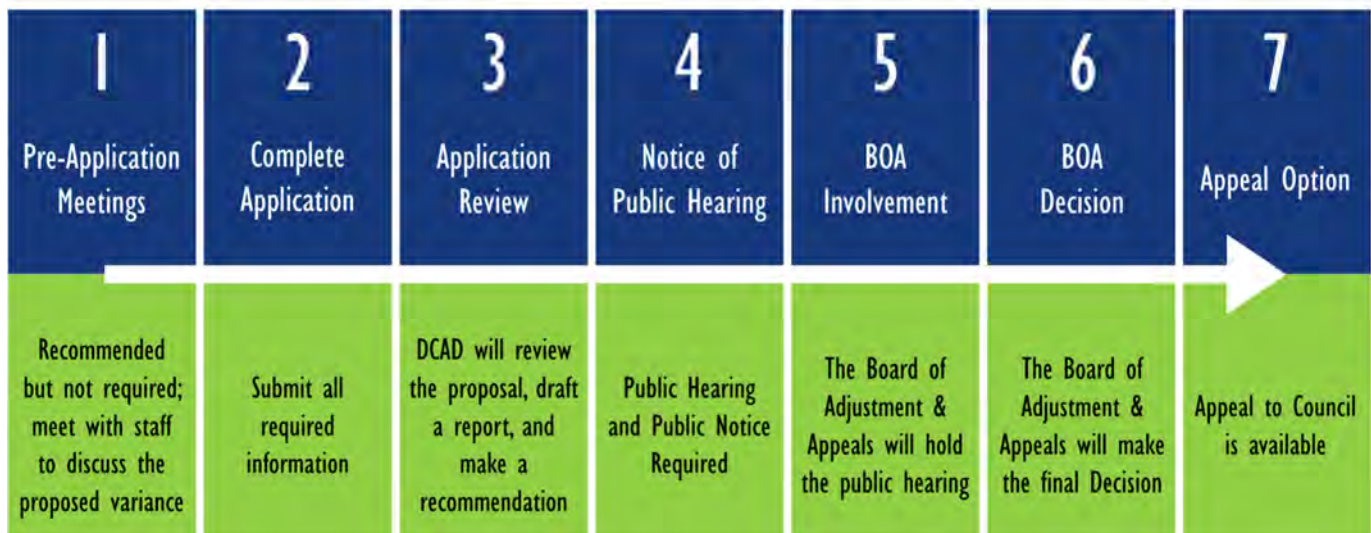 1
Pre-Application
Meetings
Recommended
but not required;
meet with staff
to discuss the
proposed variance
2
Complete
Application
Submit all
required
information
3
Application
Review
DCAD will review
the proposal, draft
a report, and
make a
recommendation
4
Notice of
Public Hearing
Public Hearing
and Public Notice
Required
5
BOA
Involvement
The Board of
Adjustment &
Appeals will hold
the public hearing
6
BOA
Decision
The Board of
Adjustment &
Appeals will make
the final Decision
7
Appeal Option
Appeal to Council
is available